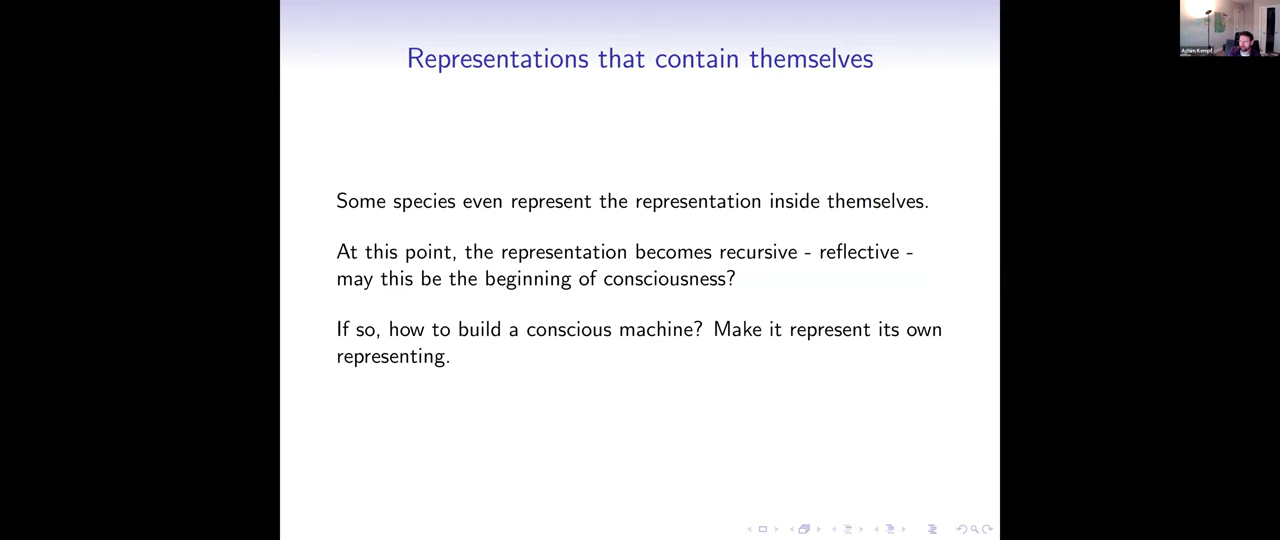 Representations that contain themselves
Achim Kempf
Some species even represent the representation inside themselves.
At this point, the representation becomes recursive - reflective -
may this be the beginning of consciousness?
If so, how to build a conscious machine? Make it represent its own
representing.